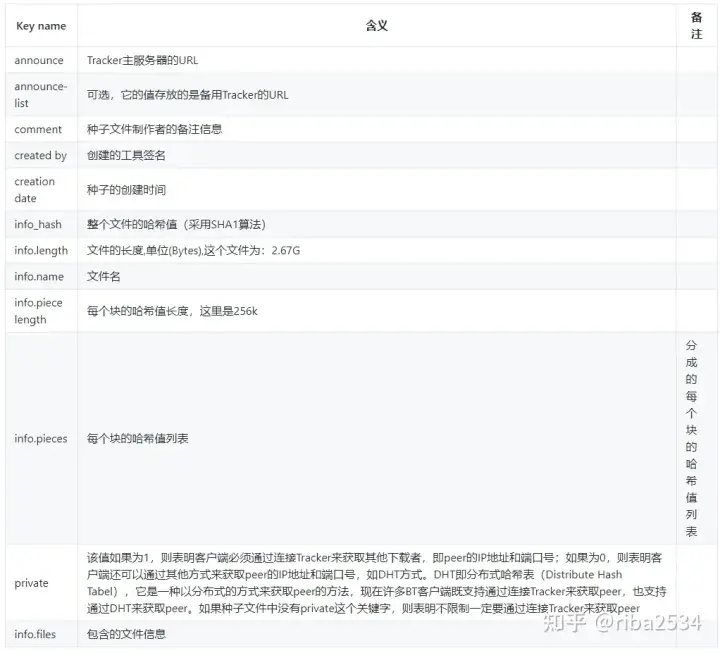 Key name 含义 备
注
announce Tracker主服务器的URL
announce-
list 可选，它的值存放的是备用Tracker的URL
comment 种子文件制作者的备注信息
created by 创建的工具签名
creation
date 种子的创建时间
info_hash 整个文件的哈希值（采用SHA1算法）
info.length 文件的长度,单位(Bytes),这个文件为：2.67G
info.name 文件名
info.piece
length 每个块的哈希值长度，这里是256k
info.pieces 每个块的哈希值列表
分
成
的
每
个
块
的
哈
希
值
列
表
private
该值如果为1，则表明客户端必须通过连接Tracker来获取其他下载者，即peer的IP地址和端口号；如果为0，则表明客
户端还可以通过其他方式来获取peer的IP地址和端口号，如DHT方式。DHT即分布式哈希表（Distribute Hash
Tabel），它是一种以分布式的方式来获取peer的方法，现在许多BT客户端既支持通过连接Tracker来获取peer，也支持
通过DHT来获取peer。如果种子文件中没有private这个关键字，则表明不限制一定要通过连接Tracker来获取peer
info.files 包含的文件信息
知乎 @riba2534